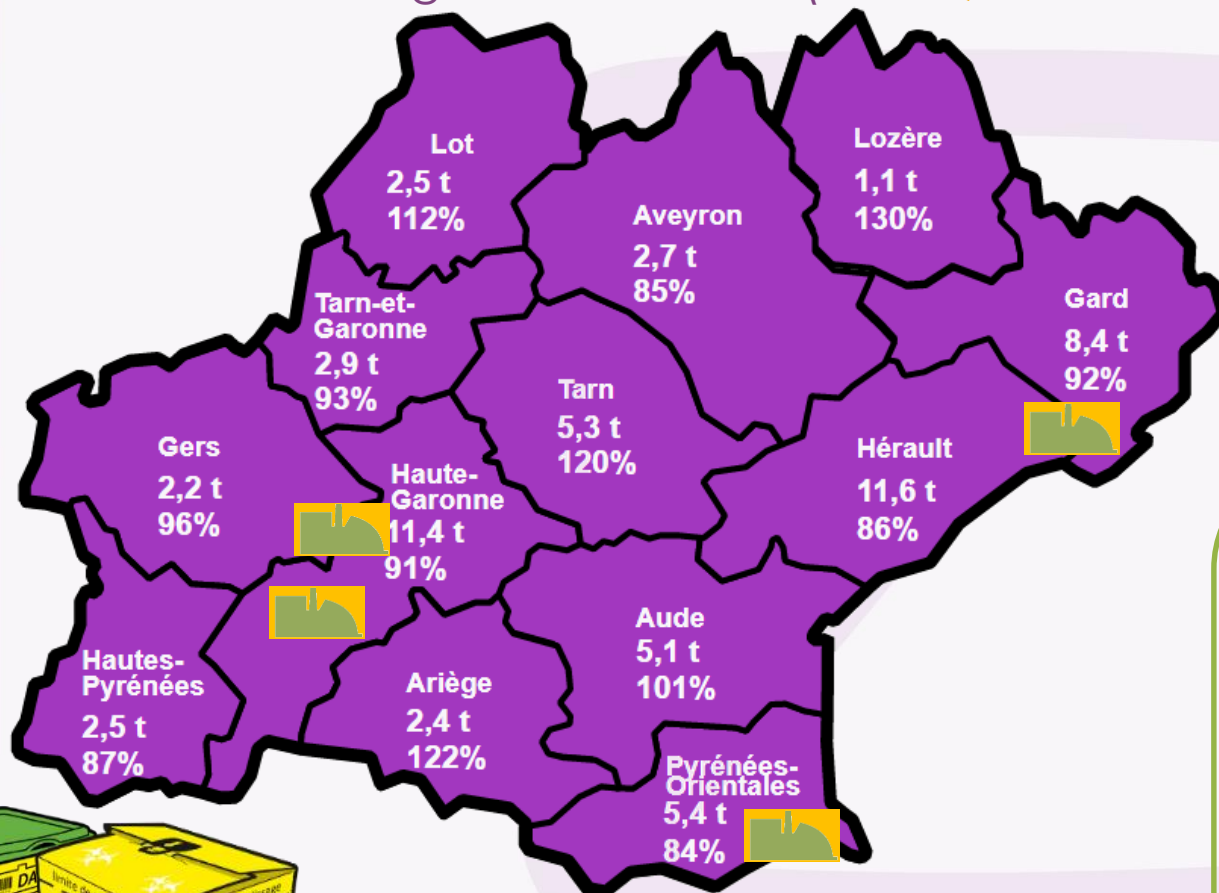 Lot
2,5 t
112%
Lozère
1,1 t
130%
Aveyron
2,7 t
85%
Gard
8,4 t
92%
Tarn-et-
Garonne
2,9 t
93%
Tarn
5,3 t
120%
Gers
2,2 t
96%
Haute-
Garonne
11,4 t
91%
Hérault
11,6 t
86%
Aude
5,1 t
101%
Hautes-
Pyrénées
2,5 t
87%
Ariège
2,4 t
122%
Pyrénées-
Orientales
5,4 t
84%
DA
limite de